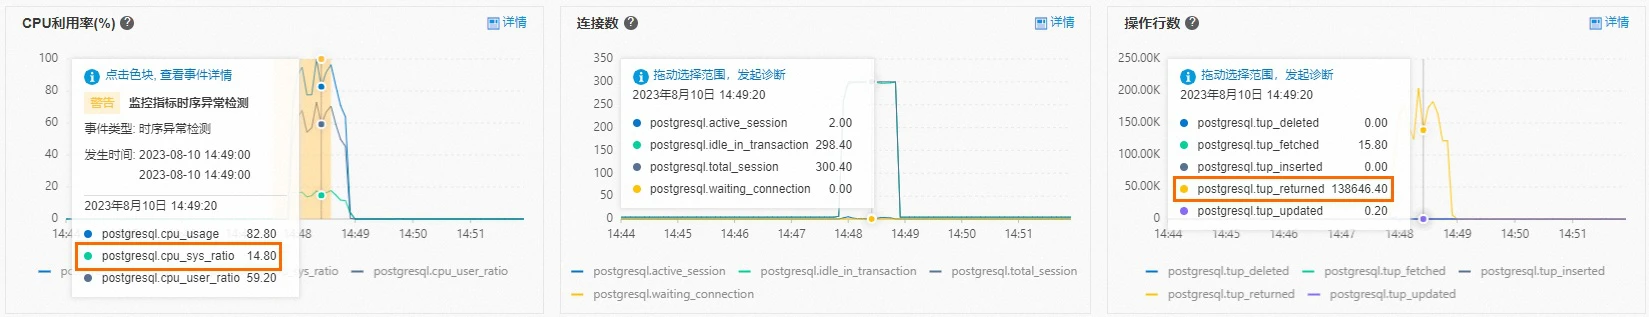 CPU利用率(%)
详情
100
80
60
40
20
0
点击色块, 查看事件详情
警告 监控指标时序异常检测
事件类型: 时序异常检测
发生时间: 2023-08-10 14:49:00
2023-08-10 14:49:00
2023年8月10日 14:49:20
postgresql.cpu_usage 82.80
postgresql.cpu_sys_ratio 14.80
postgresql.cpu_user_ratio 59.20
14:49 14:50 14:51
postgresql.cpu_user_ratio
连接数
详情
350
300
250
200
150
100
50
0
拖动选择范围，发起诊断
2023年8月10日 14:49:20
postgresql.active_session 2.00
postgresql.idle_in_transaction 298.40
postgresql.total_session 300.40
postgresql.waiting_connection 0.00
14:44 14:45 14:46 14:47 14:48 14:49 14:50 14:51
postgresql.active_session postgresql.idle_in_transaction postgresql.total_session
postgresql.waiting_connection
操作行数
详情
250.00K
200.00K
150.00K
100.00K
50.00K
0
拖动选择范围，发起诊断
2023年8月10日 14:49:20
postgresql.tup_deleted 0.00
postgresql.tup_fetched 15.80
postgresql.tup_inserted 0.00
postgresql.tup_returned 138646.40
postgresql.tup_updated 0.20
14:44 14:45 14:46 14:47 14:48 14:49 14:50 14:51
postgresql.tup_deleted postgresql.tup_fetched postgresql.tup_inserted
postgresql.tup_returned postgresql.tup_updated